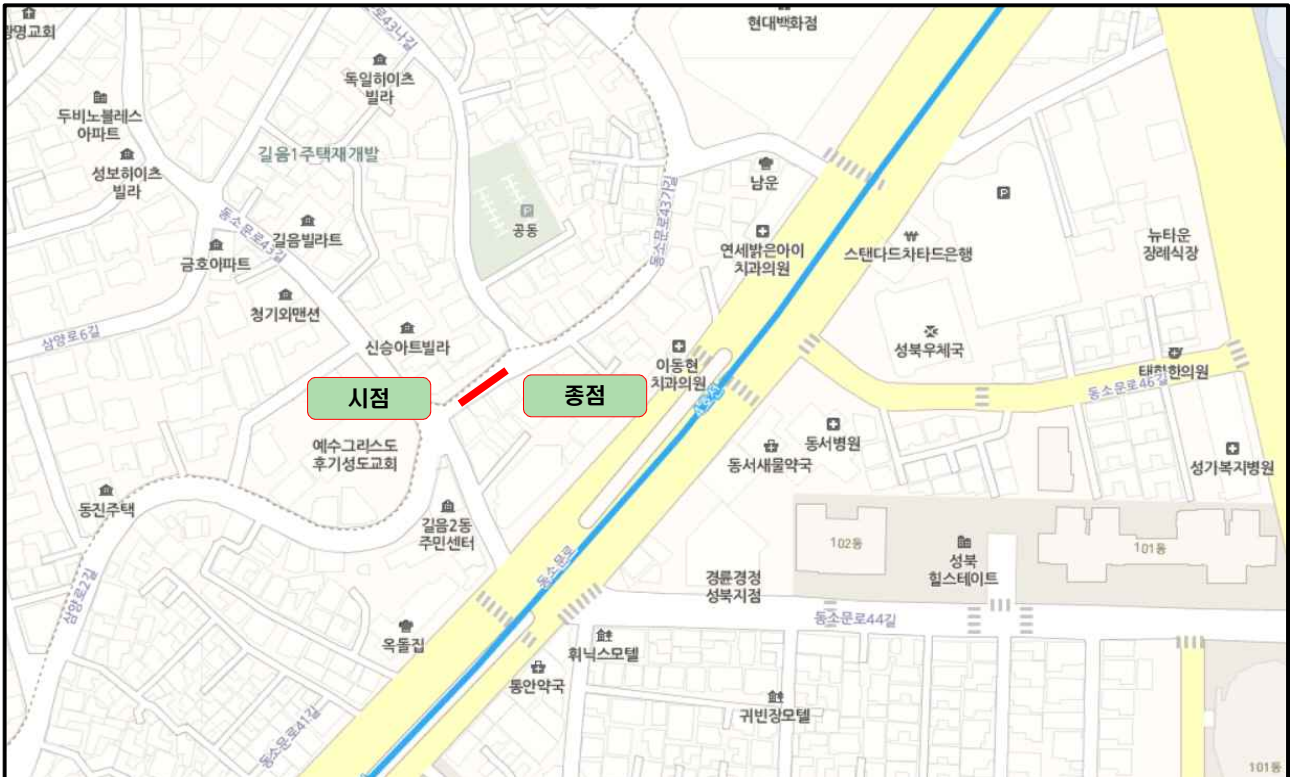 현대백화점
광명교회
동소문로43나길
독일하이츠
빌라
두비노블레스
아파트
성보하이츠
빌라
길음1주택재개발
P
공동
남운
P
동소문로43가길
동소문로43길
길음빌라트
금호아파트
연세밝은아이
치과의원
₩
스탠다드차타드은행
뉴타운
장례식장
청기와맨션
삼양로6길
신승아트빌라
이동현
치과의원
성북우체국
태학한의원
동소문로46길
시점
종점
4호선
예수그리스도
후기성도교회
동서병원
동서새물약국
성가복지병원
동진주택
길음2동
주민센터
102동
101동
성북
힐스테이트
동소문로
경륜경정
성북지점
동소문로44길
삼양로2길
옥돌집
휘닉스모텔
통안약국
귀빈장모텔
동소문로41길
101동